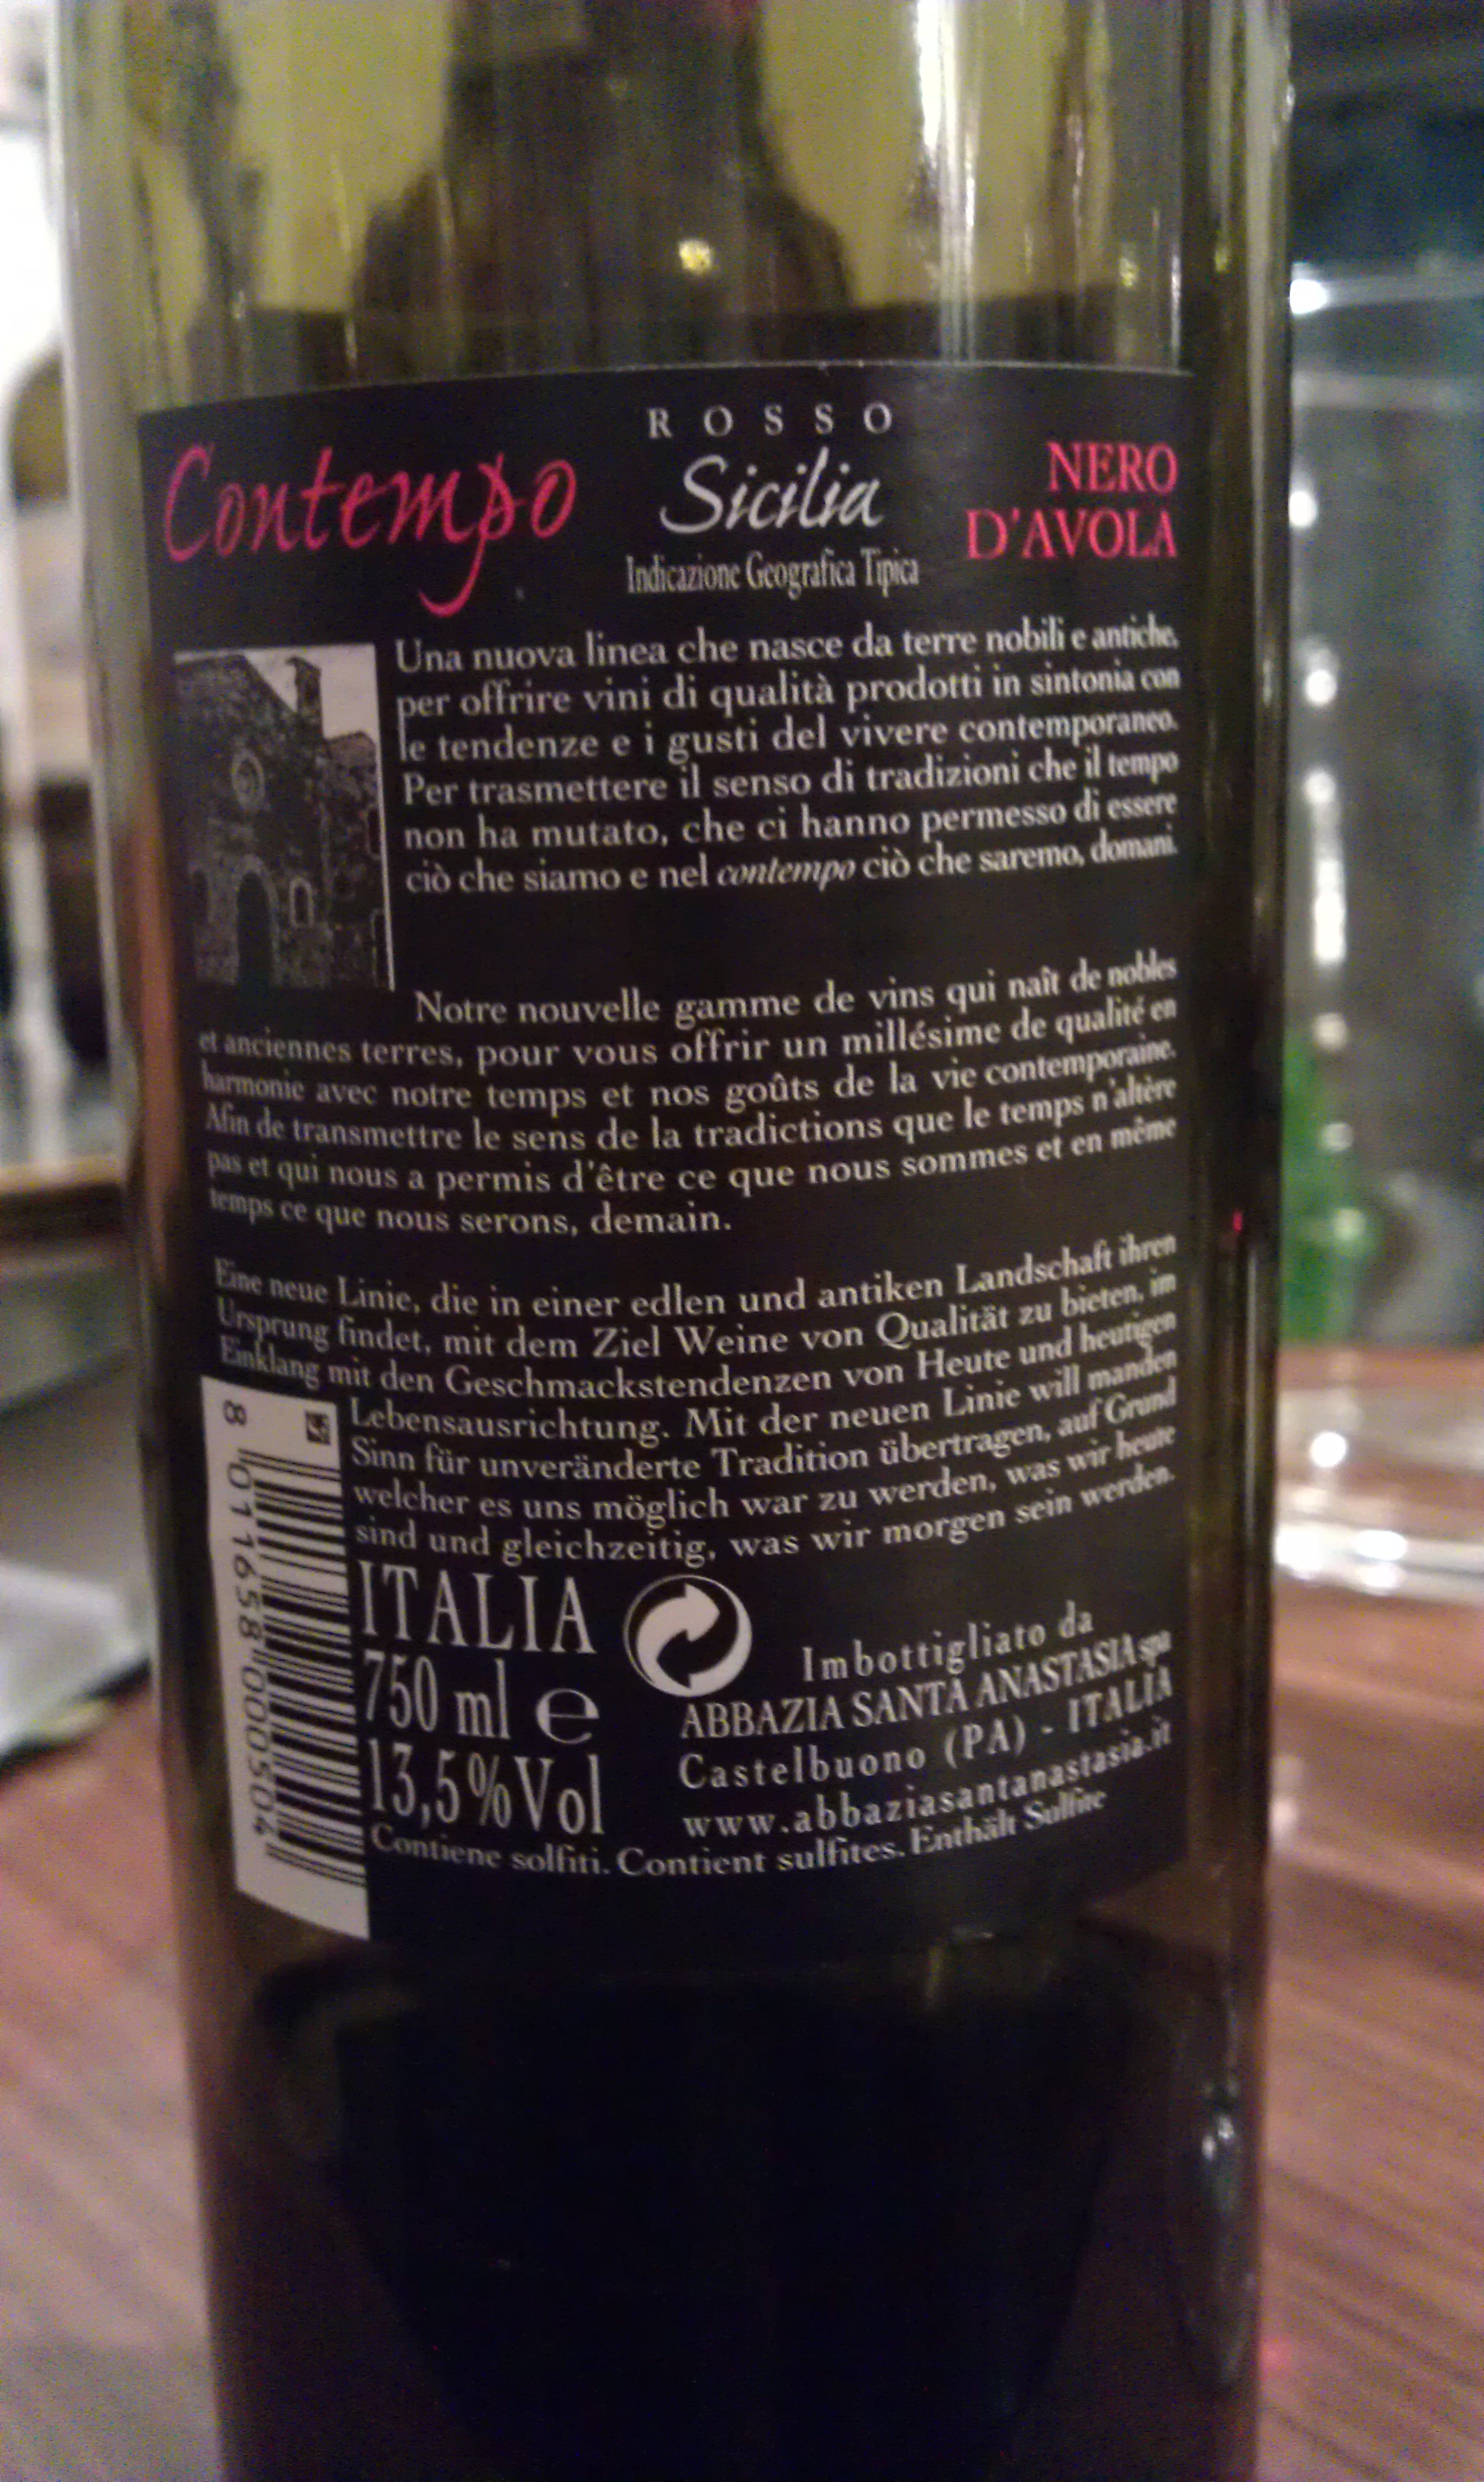 ROSSO
Contempo
Sicilia
NERO
D'AVOLA
Indicazione Geografica Tipica
Una nuova linea che nasce da terre nobili e antiche,
per offrire vini di qualità prodotti in sintonia con
le tendenze e i gusti del vivere contemporaneo.
Per trasmettere il senso di tradizioni che il tempo
non ha mutato, che ci hanno permesso di essere
ciò che siamo e nel contempo ciò che saremo, domani.
Notre nouvelle gamme de vins qui naît de nobles
et anciennes terres, pour vous offrir un millésime de qualité en
harmonie avec notre temps et nos goûts de la vie contemporaine.
Afin de transmettre le sens de la tradictions que le temps n'altère
pas et qui nous a permis d'être ce que nous sommes et en même
temps ce que nous serons, demain.
Eine neue Linie, die in einer edlen und antiken Landschaft ihren
Ursprung findet, mit dem Ziel Weine von Qualität zu bieten, im
Einklang mit den Geschmackstendenzen von Heute und heutigen
Lebensausrichtung. Mit der neuen Linie will manden
Sinn für unveränderte Tradition übertragen, auf Grund
welcher es uns möglich war zu werden, was wir heute
sind und gleichzeitig, was wir morgen sein werden.
8 011658 000504
ITALIA
750 ml e
13,5%Vol
Imbottigliato da
ABBAZIA SANTA ANASTASIA spa
Castelbuono (PA) - ITALIA
www.abbaziasantanastasia.it
Contiene solfiti. Contient sulfites. Enthält Sulfite